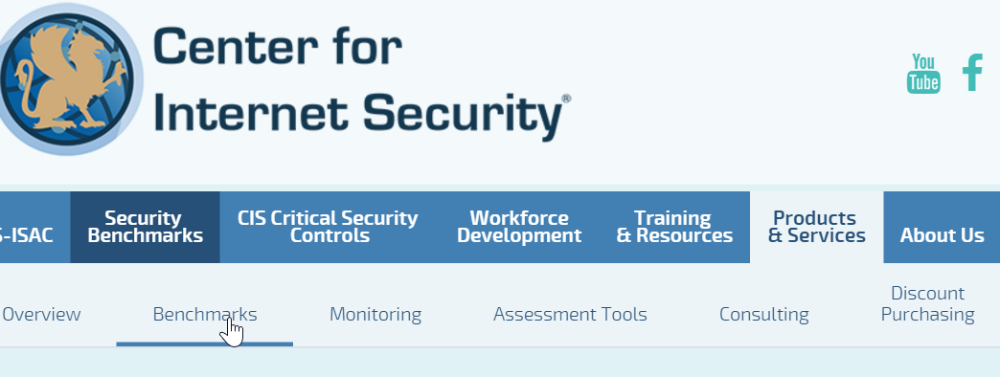 Center for
Internet Security®
You
Tube
S-ISAC
Security
Benchmarks
CIS Critical Security
Controls
Workforce
Development
Training
& Resources
Products
& Services
About Us
Overview
Benchmarks
Monitoring
Assessment Tools
Consulting
Discount
Purchasing